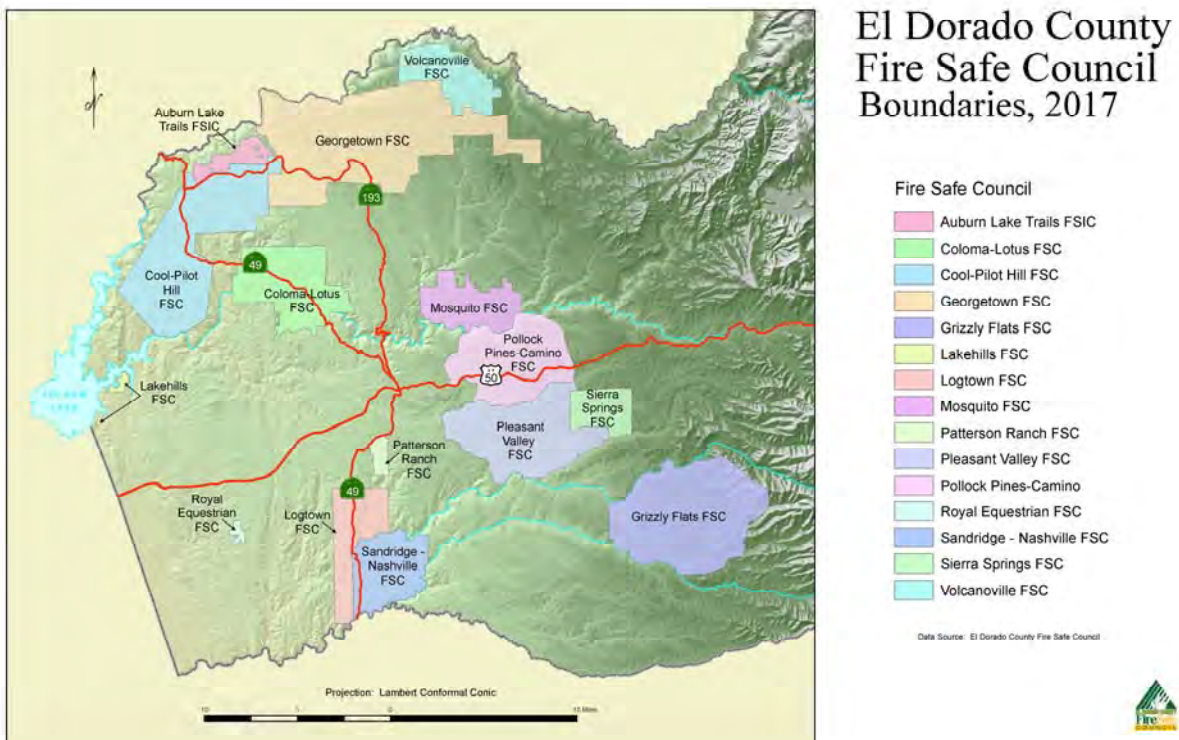 El Dorado County
Fire Safe Council
Boundaries, 2017
Volcanoville
FSC
Auburn Lake
Trails FSIC
Georgetown FSC
193
49
Cool-Pilot
Hill
FSC
Coloma-Lotus
FSC
Mosquito FSC
Pollock
Pines-Camino
FSC
50
Lakehills
FSC
Sierra
Springs
FSC
Pleasant
Valley
FSC
Patterson
Ranch
FSC
49
Royal
Equestrian
FSC
Logtown
FSC
Grizzly Flats FSC
Sandridge -
Nashville
FSC
Projection: Lambert Conformal Conic
10 5 0 10 Miles
Fire Safe Council
Auburn Lake Trails FSIC
Coloma-Lotus FSC
Cool-Pilot Hill FSC
Georgetown FSC
Grizzly Flats FSC
Lakehills FSC
Logtown FSC
Mosquito FSC
Patterson Ranch FSC
Pleasant Valley FSC
Pollock Pines-Camino
Royal Equestrian FSC
Sandridge - Nashville FSC
Sierra Springs FSC
Volcanoville FSC
Data Source: El Dorado County Fire Safe Council
COUNCIL